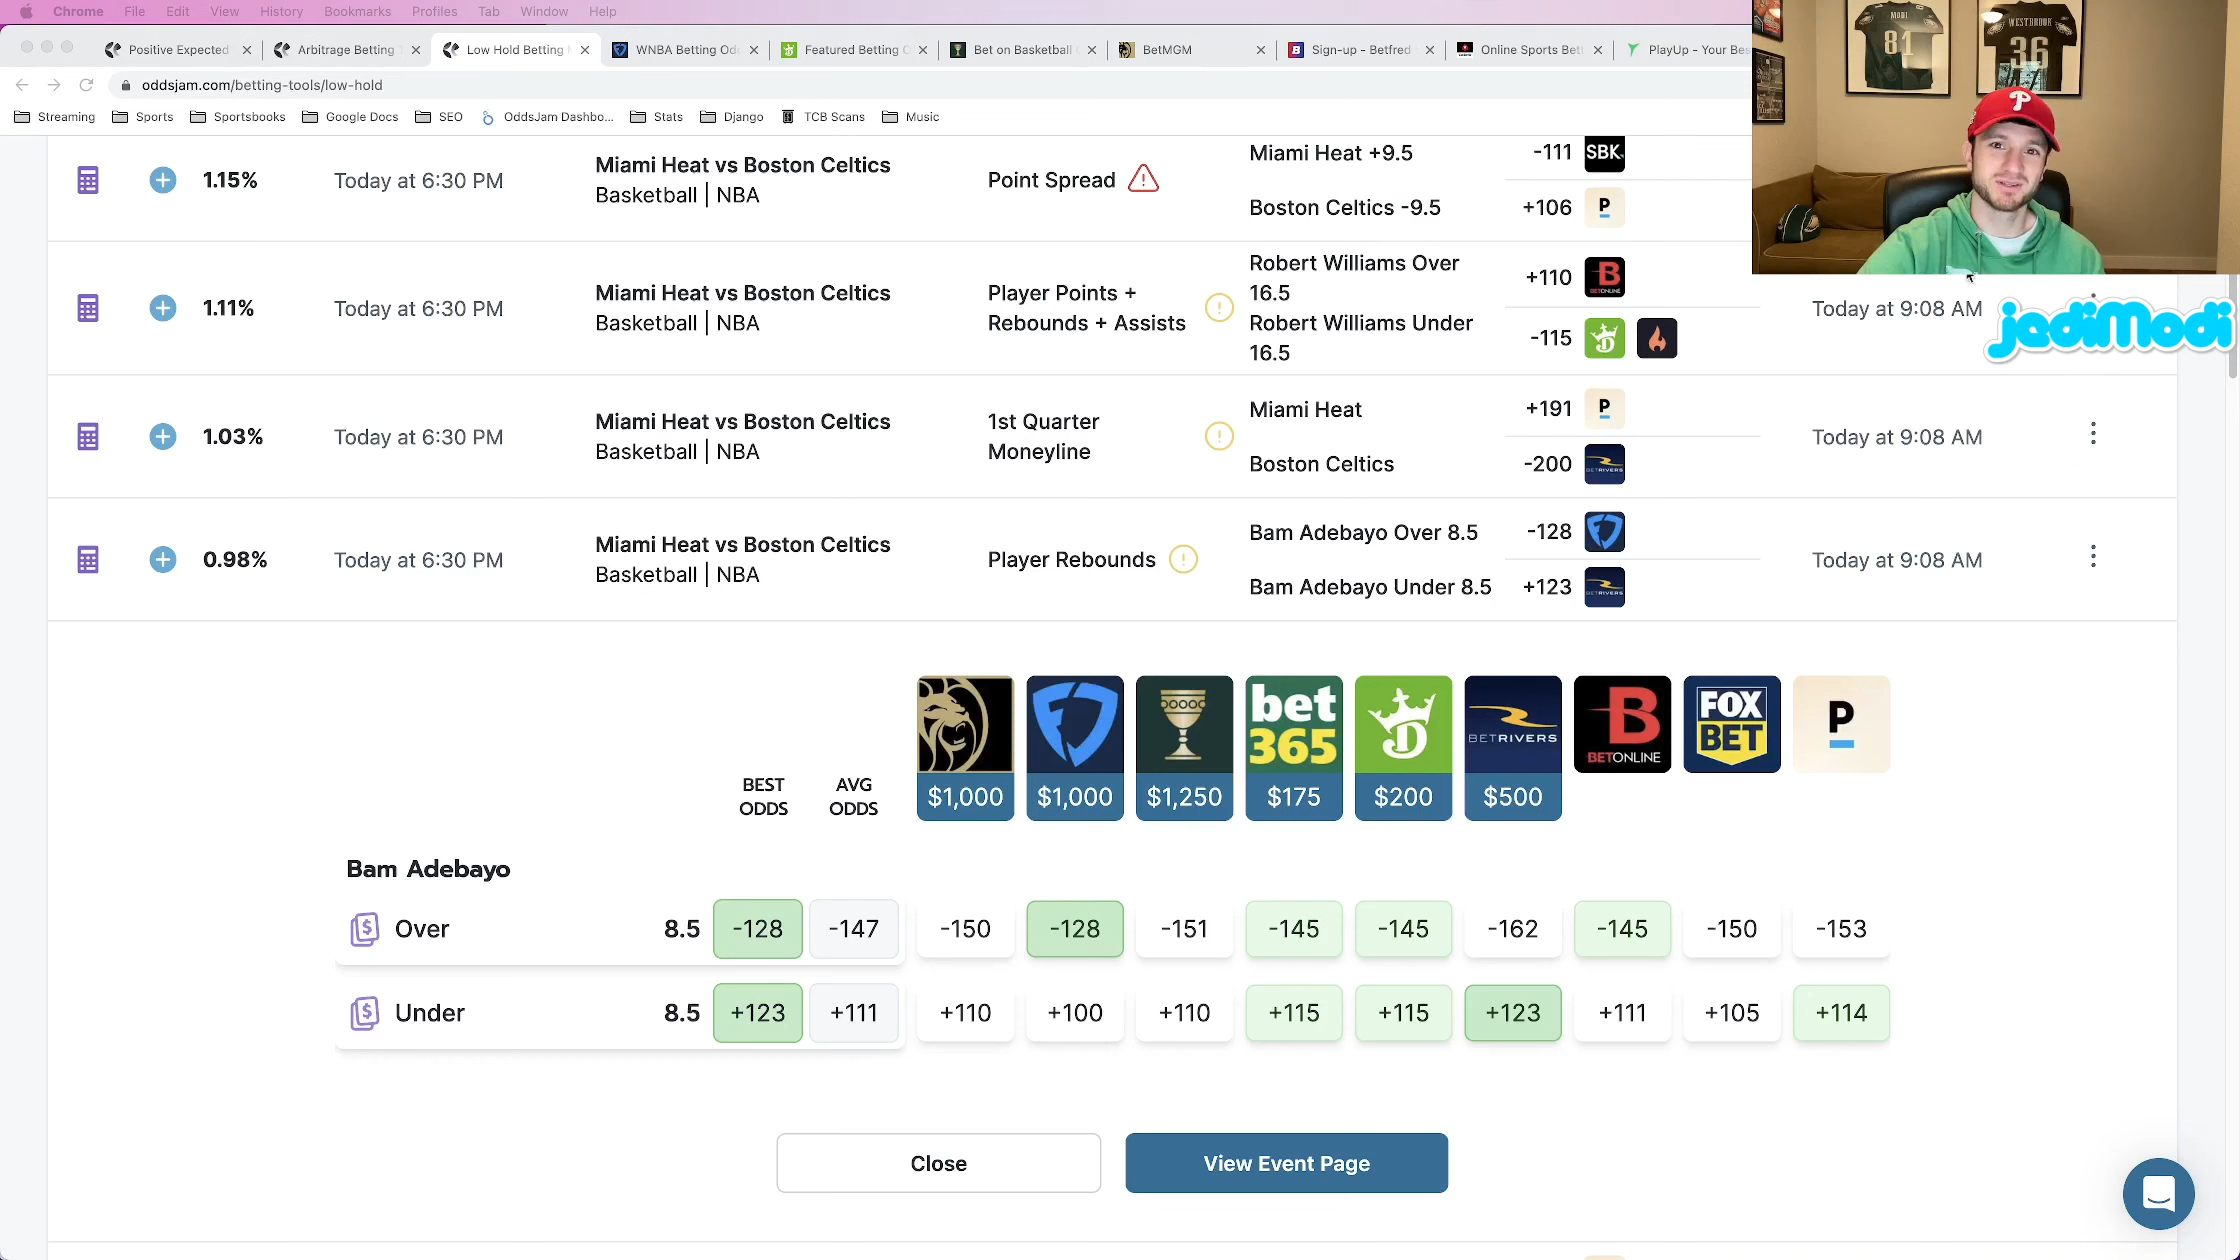 Chrome File Edit View History Bookmarks Profiles Tab Window Help
Positive Expected Arbitrage Betting Low Hold Betting WNBA Betting Od Featured Betting Bet on Basketball BetMGM Sign-up - Betfred Online Sports Bet PlayUp - Your Bes
oddsjam.com/betting-tools/low-hold
Streaming Sports Sportsbooks Google Docs SEO OddsJam Dashbo... Stats Django TCB Scans Music
MODI
81
WESTBROOK
36
P
jediModi
1.15% Today at 6:30 PM
Miami Heat vs Boston Celtics
Basketball | NBA
Point Spread
Miami Heat +9.5 -111 SBK
Boston Celtics -9.5 +106 P
1.11% Today at 6:30 PM
Miami Heat vs Boston Celtics
Basketball | NBA
Player Points +
Rebounds + Assists
Robert Williams Over
16.5
+110 B BETONLINE
Robert Williams Under
16.5
-115
Today at 9:08 AM
1.03% Today at 6:30 PM
Miami Heat vs Boston Celtics
Basketball | NBA
1st Quarter
Moneyline
Miami Heat +191 P
Boston Celtics -200 BETRIVERS
Today at 9:08 AM
0.98% Today at 6:30 PM
Miami Heat vs Boston Celtics
Basketball | NBA
Player Rebounds
Bam Adebayo Over 8.5 -128
Bam Adebayo Under 8.5 +123 BETRIVERS
Today at 9:08 AM
bet
365
BETRIVERS
B
BETONLINE
FOX
BET
P
BEST
ODDS
AVG
ODDS
$1,000 $1,000 $1,250 $175 $200 $500
Bam Adebayo
Over 8.5 -128 -147 -150 -128 -151 -145 -145 -162 -145 -150 -153
Under 8.5 +123 +111 +110 +100 +110 +115 +115 +123 +111 +105 +114
Close View Event Page